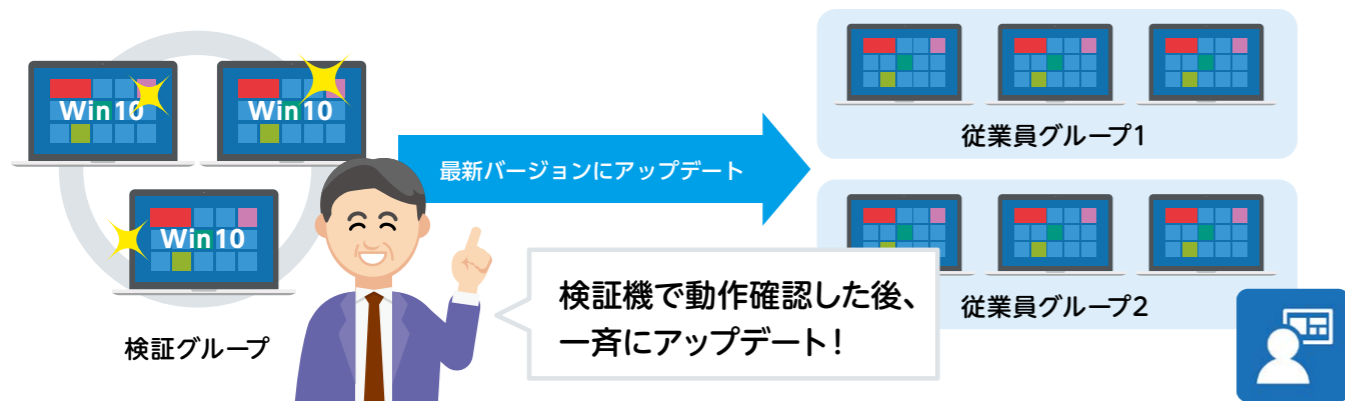 Win10
Win10
Win10
検証グループ
最新バージョンにアップデート
検証機で動作確認した後、
一斉にアップデート!
従業員グループ1
従業員グループ2